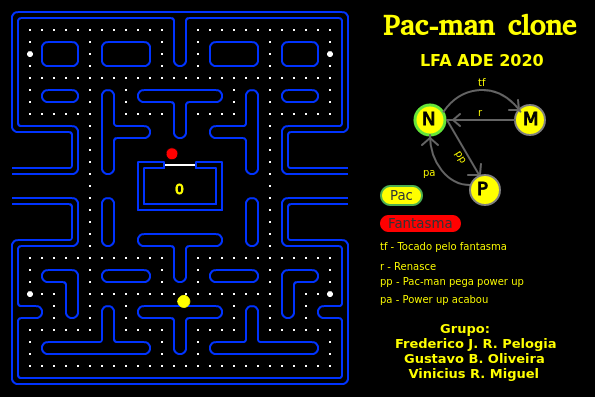 Pac-man clone
LFA ADE 2020
tf
r
N
M
pp
pa
P
0
Pac
Fantasma
tf - Tocado pelo fantasma
r - Renasce
pp - Pac-man pega power up
pa - Power up acabou
Grupo:
Frederico J. R. Pelogia
Gustavo B. Oliveira
Vinicius R. Miguel